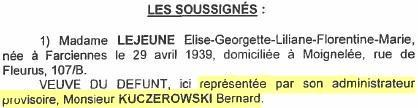 LES SOUSSIGNÉS :
1) Madame LEJEUNE Elise-Georgette-Liliane-Florentine-Marie,
née à Farciennes le 29 avril 1939, domiciliée à Moignelée, rue de
Fleurus, 107/B.
VEUVE DU DEFUNT, ici représentée par son administrateur
provisoire, Monsieur KUCZEROWSKI Bernard.